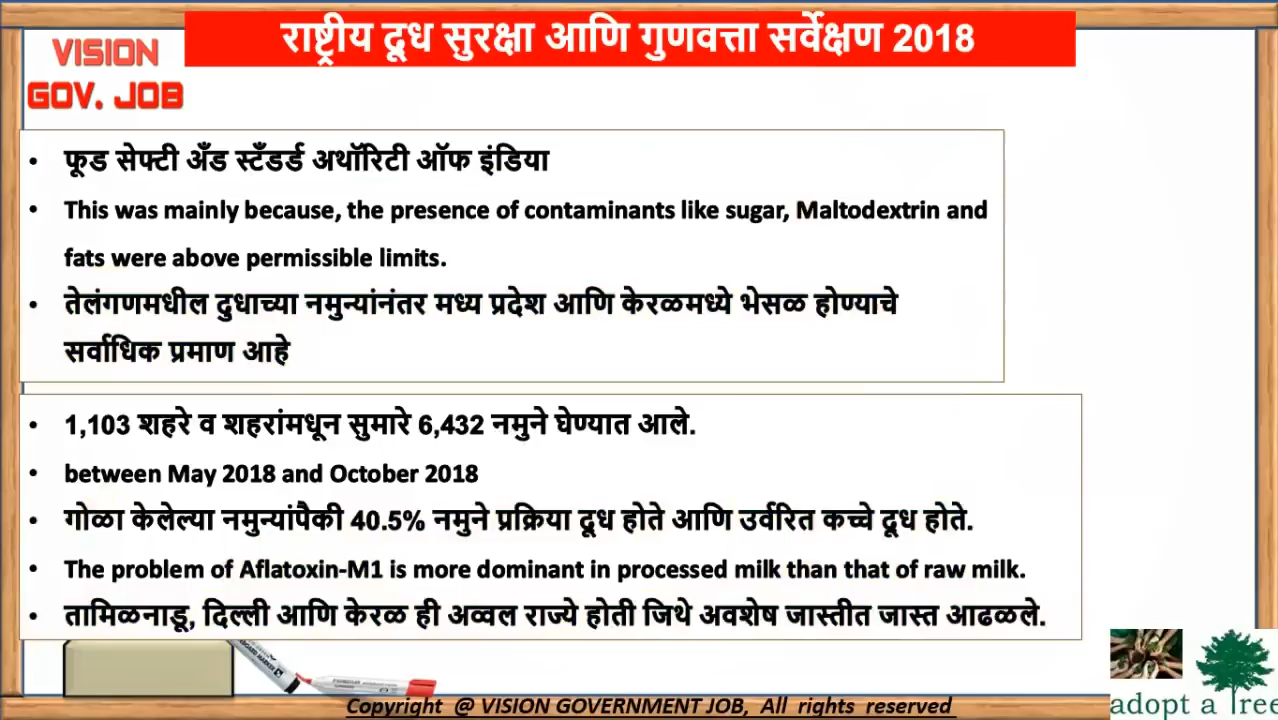 राष्ट्रीय दूध सुरक्षा आणि गुणवत्ता सर्वेक्षण 2018
VISION
GOV. JOB
• फूड सेफ्टी अँड स्टँडर्ड अथॉरिटी ऑफ इंडिया
• This was mainly because, the presence of contaminants like sugar, Maltodextrin and
fats were above permissible limits.
• तेलंगणमधील दुधाच्या नमुन्यांनंतर मध्य प्रदेश आणि केरळमध्ये भेसळ होण्याचे
सर्वाधिक प्रमाण आहे
• 1,103 शहरे व शहरांमधून सुमारे 6,432 नमुने घेण्यात आले.
• between May 2018 and October 2018
• गोळा केलेल्या नमुन्यांपैकी 40.5% नमुने प्रक्रिया दूध होते आणि उर्वरित कच्चे दूध होते.
• The problem of Aflatoxin-M1 is more dominant in processed milk than that of raw milk.
• तामिळनाडू, दिल्ली आणि केरळ ही अव्वल राज्ये होती जिथे अवशेष जास्तीत जास्त आढळले.
Copyright @ VISION GOVERNMENT JOB, All rights reserved
adopt a Tree